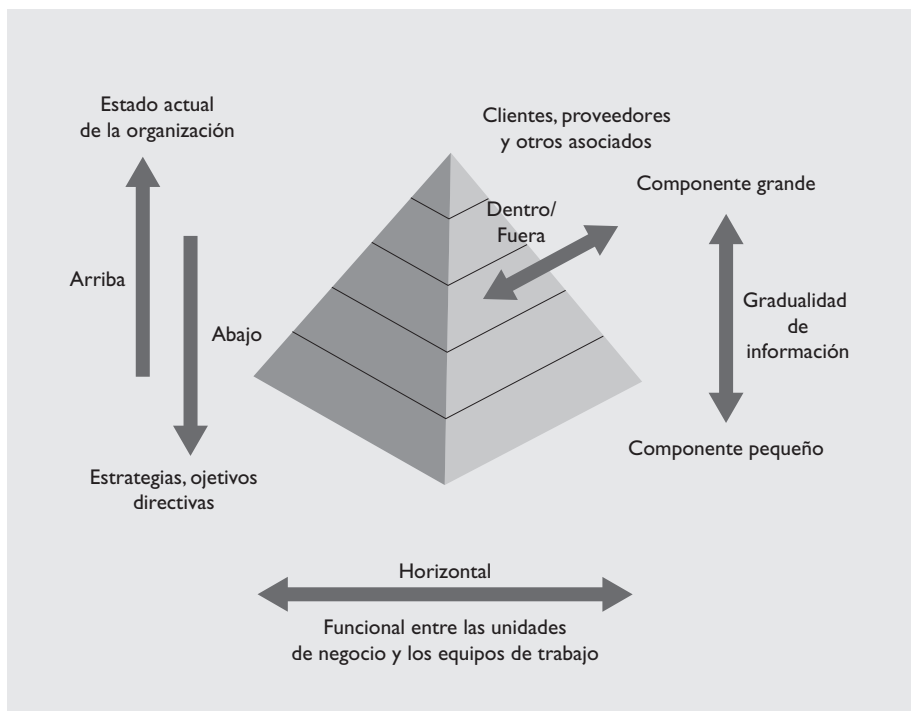 Estado actual
de la organización
Clientes, proveedores
y otros asociados
Componente grande
Dentro/
Fuera
Arriba
Abajo
Gradualidad
de
información
Componente pequeño
Estrategias, ojetivos
directivas
Horizontal
Funcional entre las unidades
de negocio y los equipos de trabajo